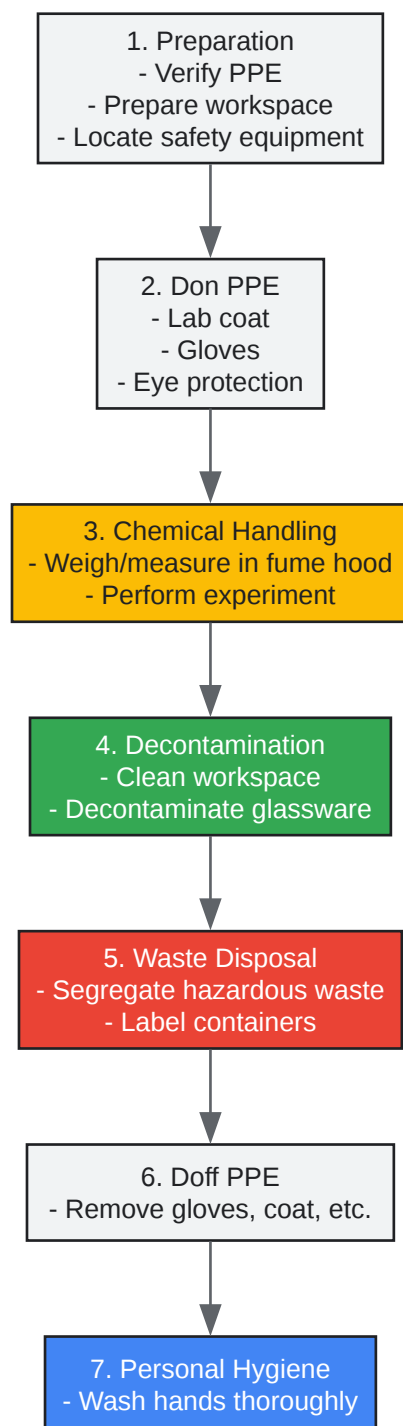 1. Preparation
- Verify PPE
- Prepare workspace
- Locate safety equipment
2. Don PPE
- Lab coat
- Gloves
- Eye protection
3. Chemical Handling
- Weigh/measure in fume hood
- Perform experiment
4. Decontamination
- Clean workspace
- Decontaminate glassware
5. Waste Disposal
- Segregate hazardous waste
- Label containers
6. Doff PPE
- Remove gloves, coat, etc.
7. Personal Hygiene
- Wash hands thoroughly